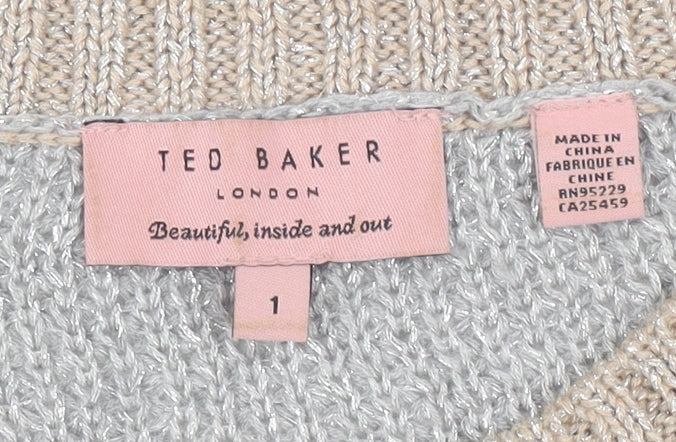 TED BAKER
LONDON
Beautiful, inside and out
1
MADE IN
CHINA
FABRIQUE EN
CHINE
RN95229
CA25459